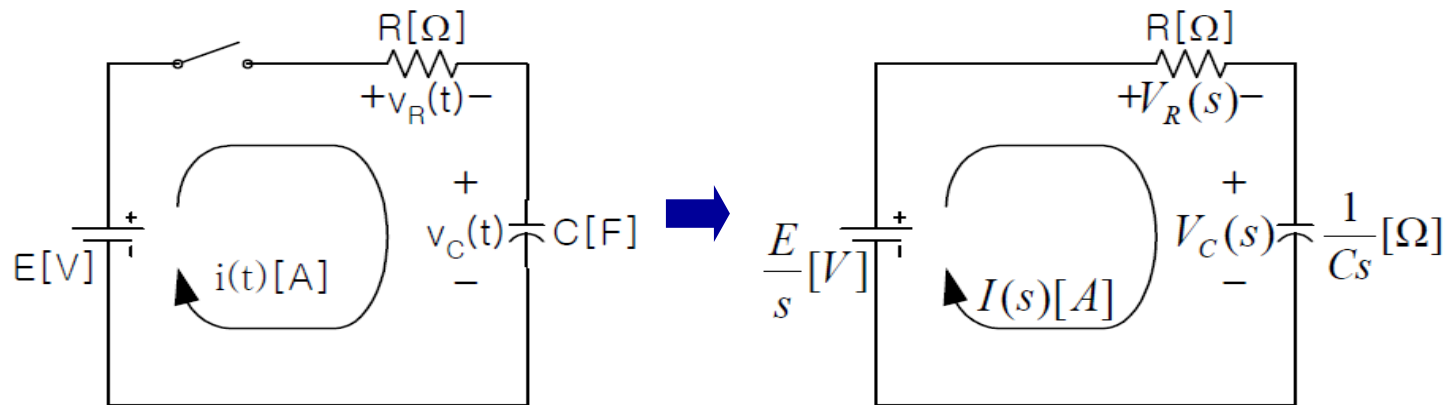 R[Ω]
+v_R(t)−
+
v_C(t)
−
C[F]
+
E[V]
i(t)[A]
R[Ω]
+V_R(s)−
+
V_C(s)
−
1/Cs[Ω]
+
E/s[V]
I(s)[A]